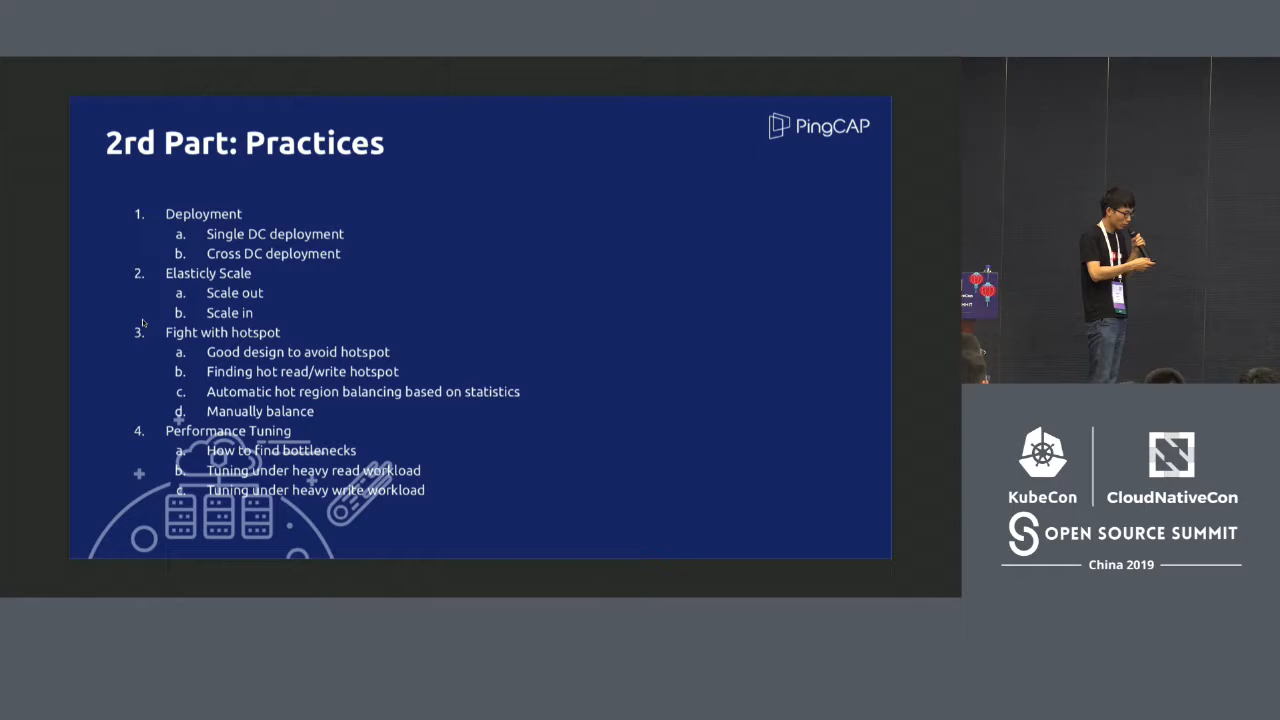 2rd Part: Practices
PingCAP
1. Deployment
a. Single DC deployment
b. Cross DC deployment
2. Elasticly Scale
a. Scale out
b. Scale in
3. Fight with hotspot
a. Good design to avoid hotspot
b. Finding hot read/write hotspot
c. Automatic hot region balancing based on statistics
d. Manually balance
4. Performance Tuning
a. How to find bottlenecks
b. Tuning under heavy read workload
c. Tuning under heavy write workload
KubeCon
CloudNativeCon
OPEN SOURCE SUMMIT
China 2019